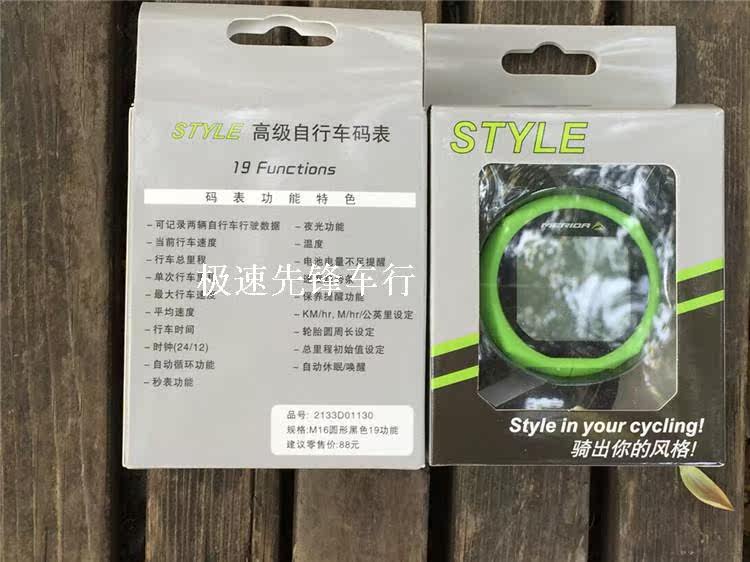 STYLE 高级自行车码表
19 Functions
码表功能特色
- 可记录两辆自行车行驶数据
- 当前行车速度
- 行车总里程
- 单次行车里程
- 最大行车速度
- 平均速度
- 行车时间
- 时钟(24/12)
- 自动循环功能
- 秒表功能
- 夜光功能
- 温度
- 电池电量不足提醒
- 保养提醒功能
- KM/hr, M/hr/公英里设定
- 轮胎圆周长设定
- 总里程初始值设定
- 自动休眠/唤醒
极速先锋车行
品号: 2133D01130
规格:M16圆形黑色19功能
建议零售价:88元
STYLE
MERIDA
Style in your cycling!
骑出你的风格!